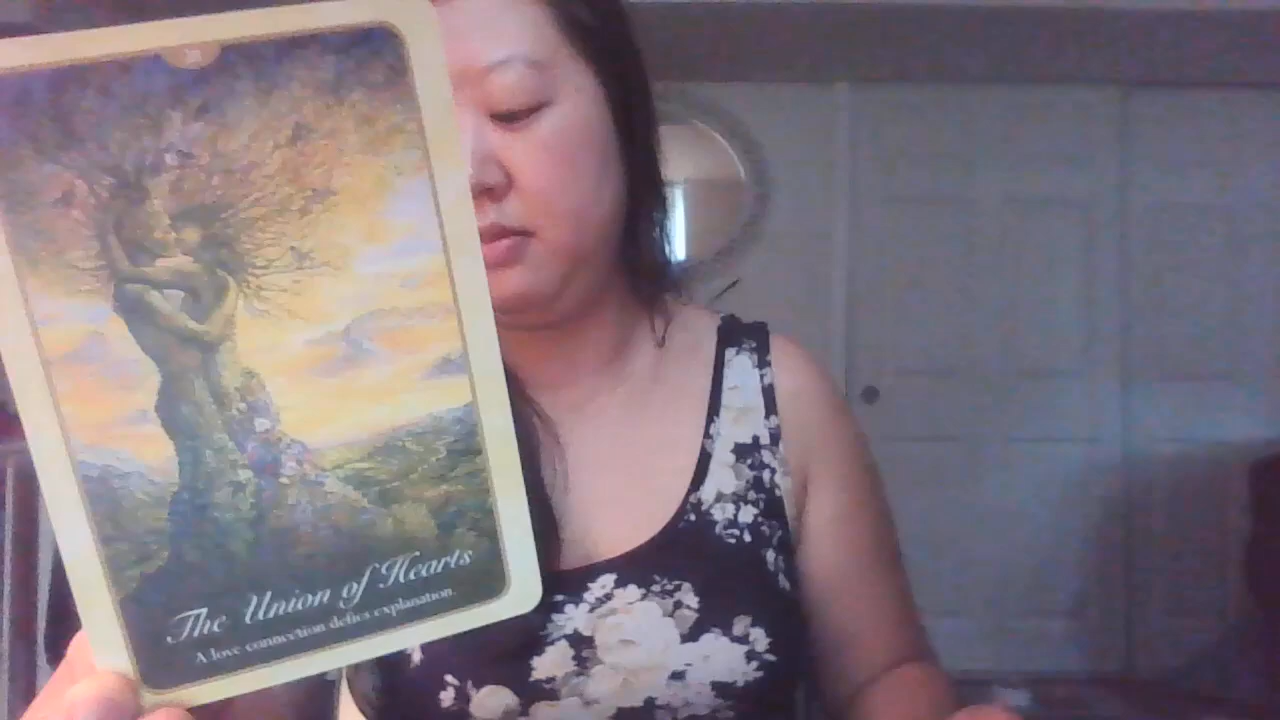 The Union of Hearts
A love connection defies explanation.